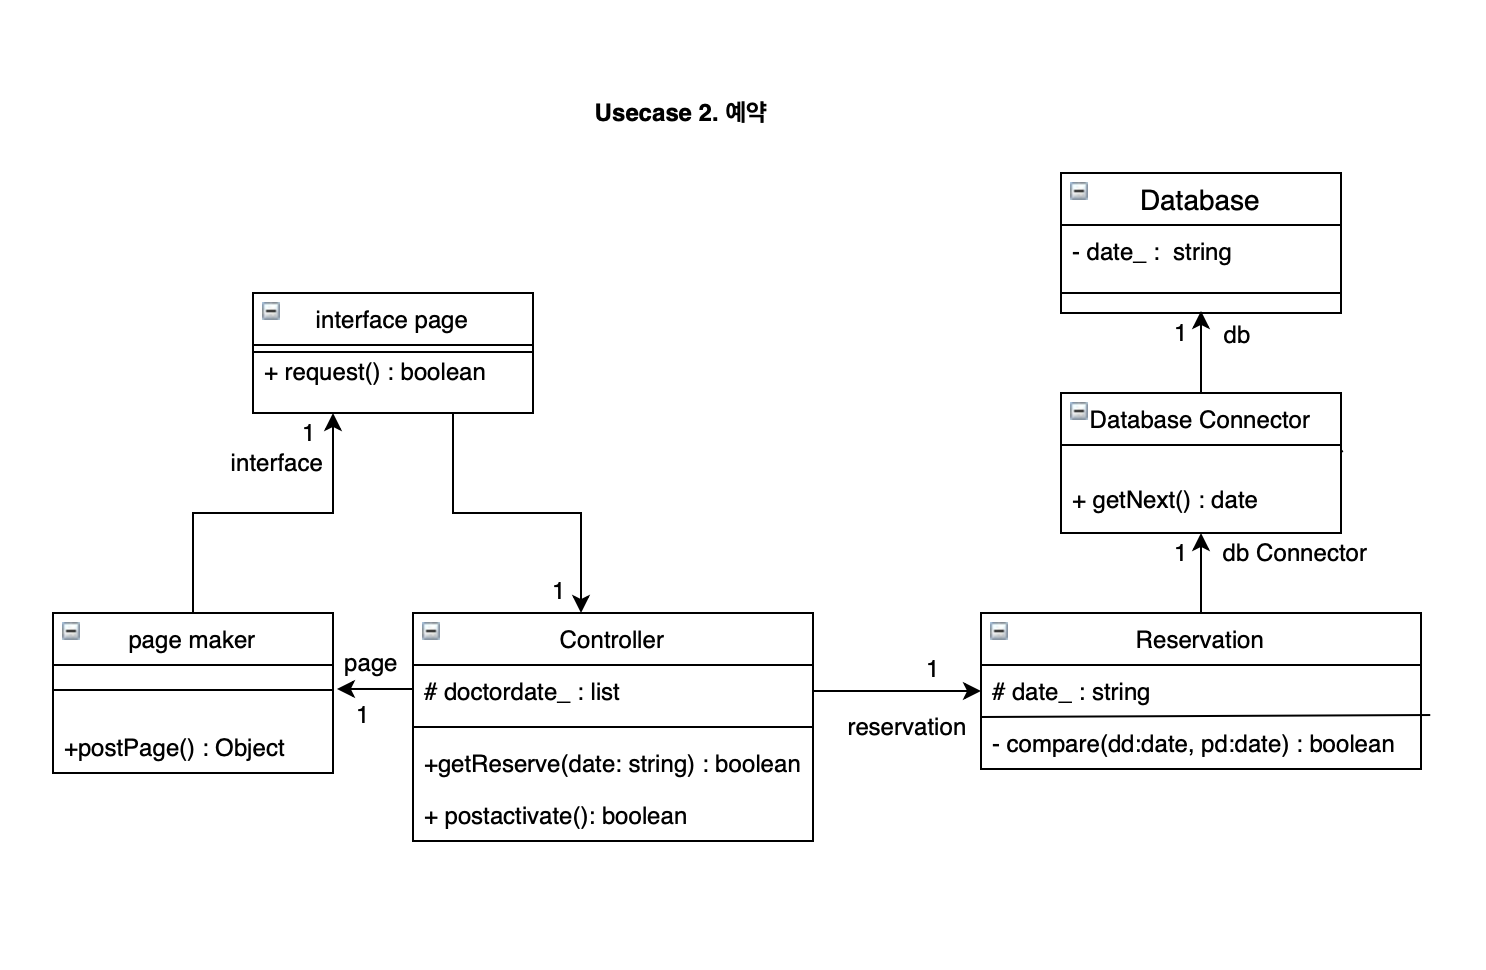 Usecase 2. 예약
Database
- date_ :  string
1
db
interface page
+ request() : boolean
1
interface
Database Connector
+ getNext() : date
1
db Connector
1
page maker
+postPage() : Object
page
1
Controller
# doctordate_ : list
+getReserve(date: string) : boolean
+ postactivate(): boolean
1
reservation
Reservation
# date_ : string
- compare(dd:date, pd:date) : boolean